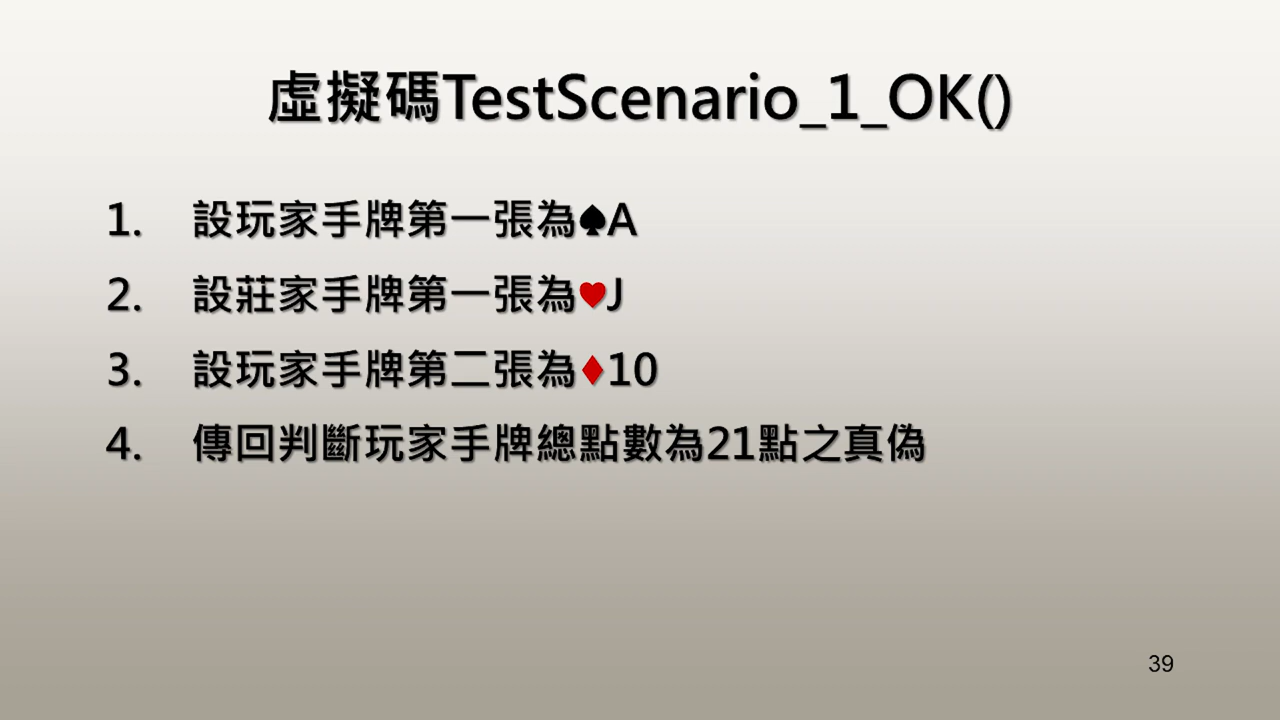 虛擬碼TestScenario_1_OK()
1. 設玩家手牌第一張為♠A
2. 設莊家手牌第一張為♥J
3. 設玩家手牌第二張為♦10
4. 傳回判斷玩家手牌總點數為21點之真偽
39